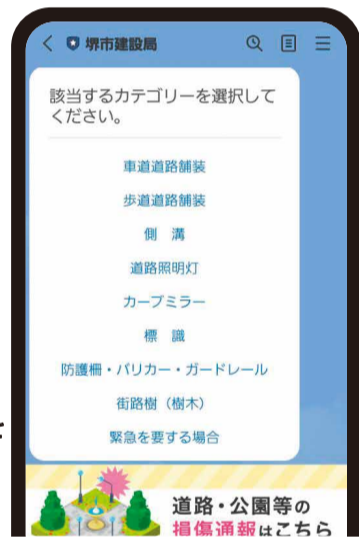 堺市建設局
該当するカテゴリーを選択して
ください。
車道道路舗装
歩道道路舗装
側 溝
道路照明灯
カーブミラー
標 識
防護柵・バリカー・ガードレール
街路樹（樹木）
緊急を要する場合
道路・公園等の
損傷通報はこちら